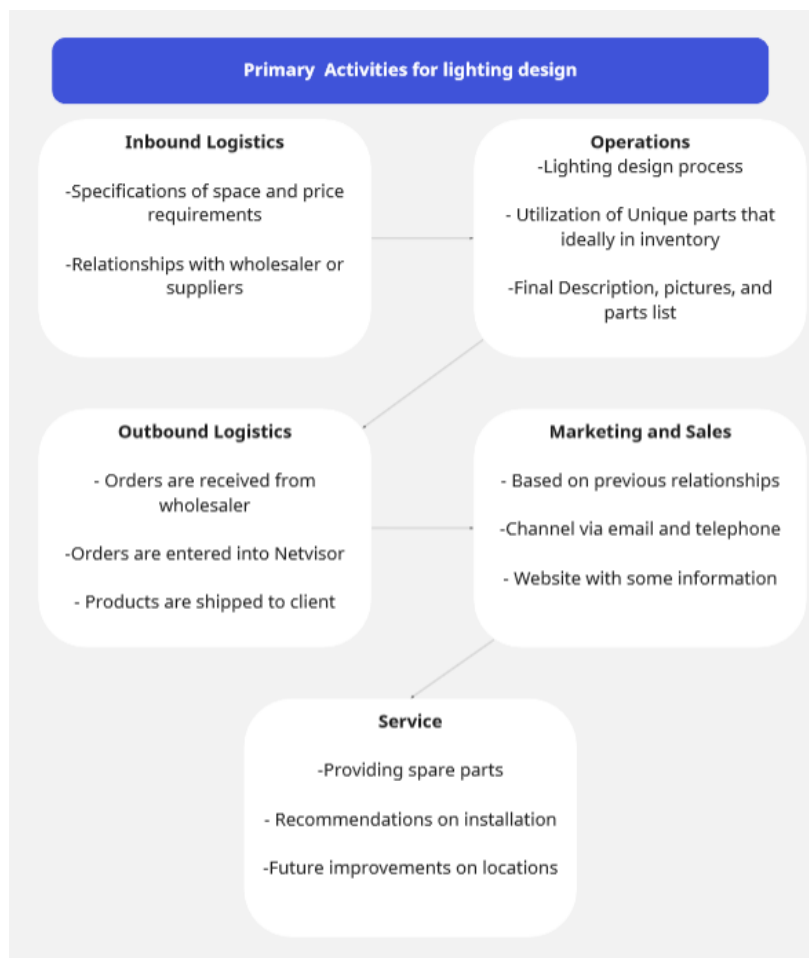 Primary  Activities for lighting design
Inbound Logistics
-Specifications of space and price
requirements
-Relationships with wholesaler or
suppliers
Operations
-Lighting design process
- Utilization of Unique parts that
ideally in inventory
-Final Description, pictures, and
parts list
Outbound Logistics
- Orders are received from
wholesaler
-Orders are entered into Netvisor
- Products are shipped to client
Marketing and Sales
- Based on previous relationships
-Channel via email and telephone
- Website with some information
Service
-Providing spare parts
- Recommendations on installation
-Future improvements on locations